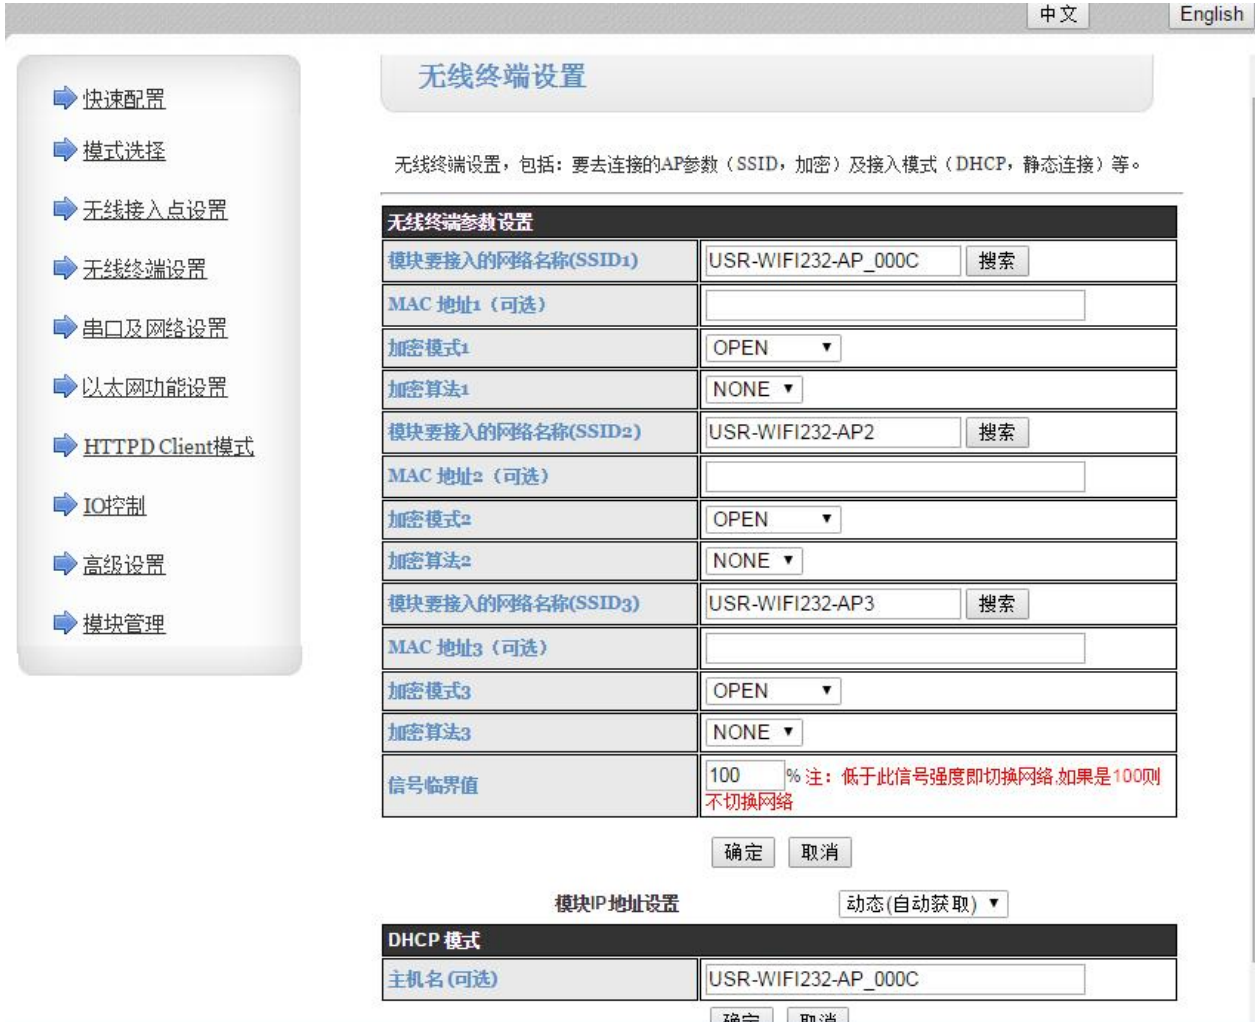 中文 English
快速配置
模式选择
无线接入点设置
无线终端设置
串口及网络设置
以太网功能设置
HTTPD Client模式
IO控制
高级设置
模块管理
无线终端设置
无线终端设置，包括：要去连接的AP参数（SSID，加密）及接入模式（DHCP，静态连接）等。
无线终端参数设置
模块要接入的网络名称(SSID1) USR-WIFI232-AP_000C 搜索
MAC 地址1（可选）
加密模式1 OPEN
加密算法1 NONE
模块要接入的网络名称(SSID2) USR-WIFI232-AP2 搜索
MAC 地址2（可选）
加密模式2 OPEN
加密算法2 NONE
模块要接入的网络名称(SSID3) USR-WIFI232-AP3 搜索
MAC 地址3（可选）
加密模式3 OPEN
加密算法3 NONE
信号临界值 100 % 注：低于此信号强度即切换网络,如果是100则
不切换网络
确定 取消
模块IP地址设置 动态(自动获取)
DHCP 模式
主机名(可选) USR-WIFI232-AP_000C
确定 取消